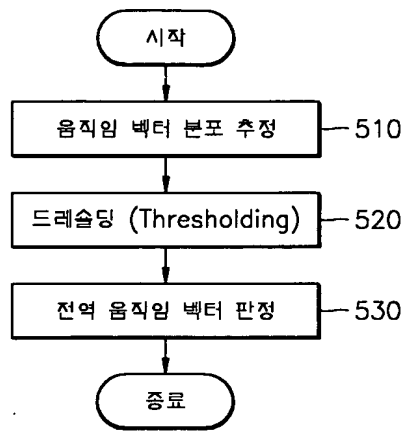 시작
움직임 벡터 분포 추정 510
드레숄딩 (Thresholding) 520
전역 움직임 벡터 판정 530
종료